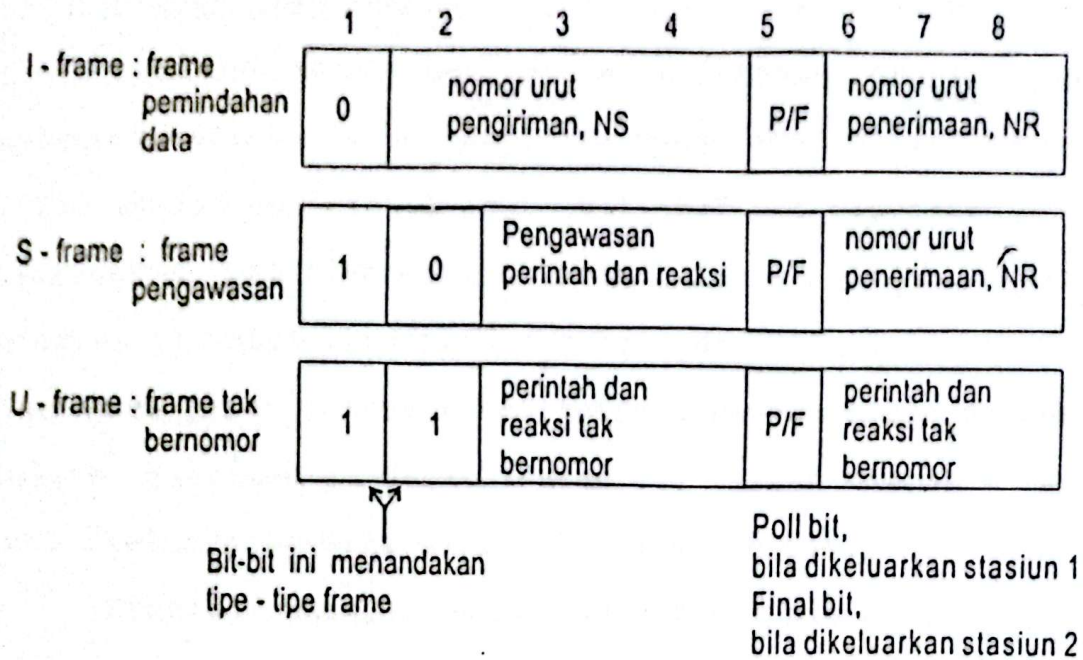 1 2 3 4 5 6 7 8
I - frame : frame
pemindahan
data
0
nomor urut
pengiriman, NS
P/F
nomor urut
penerimaan, NR
S - frame : frame
pengawasan
1
0
Pengawasan
perintah dan reaksi
P/F
nomor urut
penerimaan, NR
U - frame : frame tak
bernomor
1
1
perintah dan
reaksi tak
bernomor
P/F
perintah dan
reaksi tak
bernomor
Bit-bit ini menandakan
tipe - tipe frame
Poll bit,
bila dikeluarkan stasiun 1
Final bit,
bila dikeluarkan stasiun 2